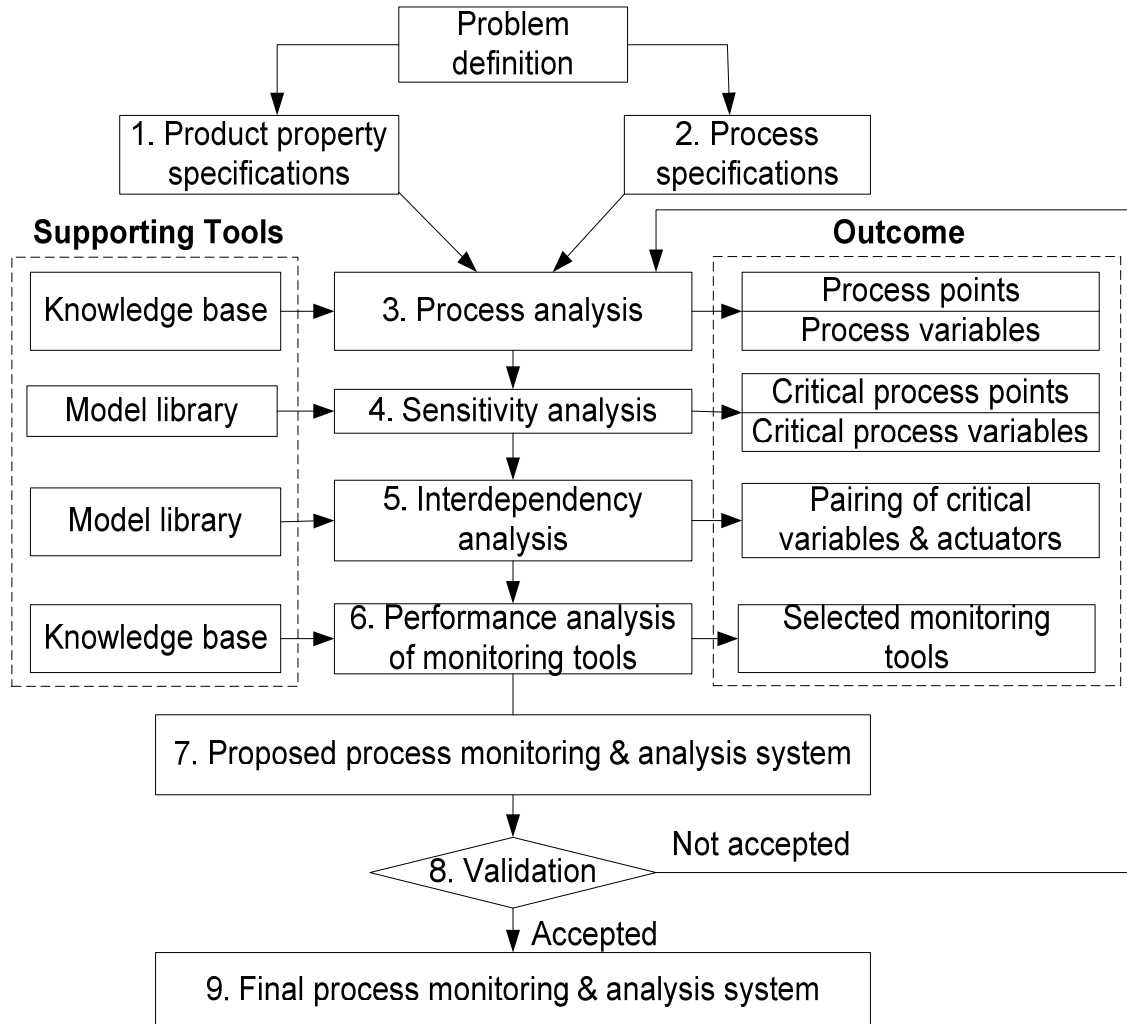 Problem
definition
1. Product property
specifications
2. Process
specifications
Supporting Tools
Outcome
Knowledge base
3. Process analysis
Process points
Process variables
Model library
4. Sensitivity analysis
Critical process points
Critical process variables
Model library
5. Interdependency
analysis
Pairing of critical
variables & actuators
Knowledge base
6. Performance analysis
of monitoring tools
Selected monitoring
tools
7. Proposed process monitoring & analysis system
8. Validation
Not accepted
Accepted
9. Final process monitoring & analysis system